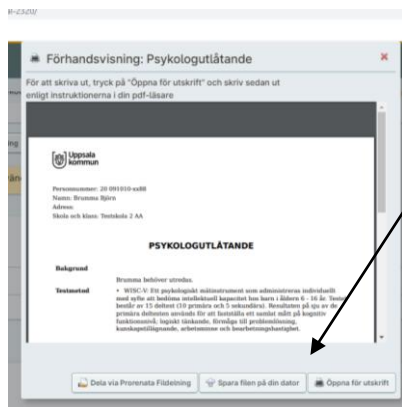 R-2320/
Förhandsvisning: Psykologutlåtande
För att skriva ut, tryck på "Öppna för utskrift" och skriv sedan ut
enligt instruktionerna i din pdf-läsare
Uppsala
kommun
Personnummer: 20 091010-xx88
Namn: Brumma Björn
Adress:
Skola och klass: Testskola 2 AA
PSYKOLOGUTLÅTANDE
Bakgrund
Brumma behöver utredas.
Testmetod
• WISC-V: Ett psykologiskt mätinstrument som administreras individuellt
med syfte att bedöma intellektuell kapacitet hos barn i åldern 6 - 16 år. Testet
består av 15 deltest (10 primära och 5 sekundära). Resultaten på sju av de
primära deltesten används för att fastställa ett samlat mått på kognitiv
funktionsnivå; logiskt tänkande, förmåga till problemlösning,
kunskapstillägnande, arbetsminne och bearbetningshastighet.
Dela via Prorenata Fildelning
Spara filen på din dator
Öppna för utskrift